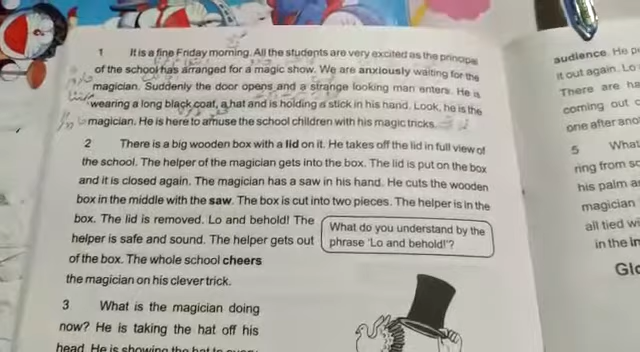 1 It is a fine Friday morning. All the students are very excited as the principal
of the school has arranged for a magic show. We are anxiously waiting for the
magician. Suddenly the door opens and a strange looking man enters. He is
wearing a long black coat, a hat and is holding a stick in his hand. Look, he is the
magician. He is here to amuse the school children with his magic tricks.
2 There is a big wooden box with a lid on it. He takes off the lid in full view of
the school. The helper of the magician gets into the box. The lid is put on the box
and it is closed again. The magician has a saw in his hand. He cuts the wooden
box in the middle with the saw. The box is cut into two pieces. The helper is in the
box. The lid is removed. Lo and behold! The
helper is safe and sound. The helper gets out
of the box. The whole school cheers
the magician on his clever trick.
What do you understand by the
phrase 'Lo and behold!'?
3 What is the magician doing
now? He is taking the hat off his
head. He is showing the hat to
audience. He
it out again. Lo
There are
coming out
one after
5 What
ring from
his palm
magician
all tied
in the